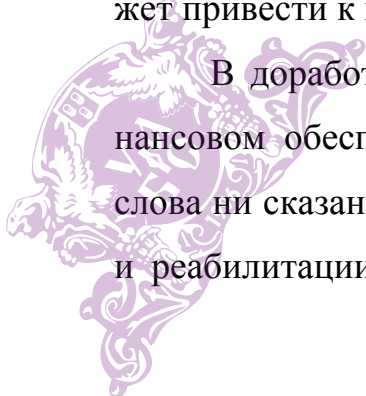 жет привести к
В доработ
нансовом обесп
слова ни сказан
и реабилитации